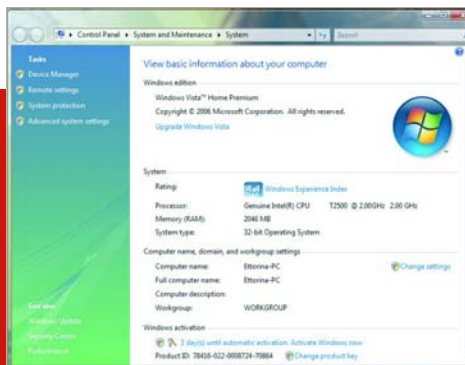 Control Panel ▸ System and Maintenance ▸ System
Search
Tasks
Device Manager
Remote settings
System protection
Advanced system settings
See also
Windows Update
Security Center
Performance
View basic information about your computer
Windows edition
Windows Vista™ Home Premium
Copyright © 2006 Microsoft Corporation. All rights reserved.
Upgrade Windows Vista
System
Rating: Windows Experience Index
Processor: Genuine Intel(R) CPU T2500 @ 2.00GHz 2.00 GHz
Memory (RAM): 2046 MB
System type: 32-bit Operating System
Computer name, domain, and workgroup settings
Computer name: Ettorina-PC Change settings
Full computer name: Ettorina-PC
Computer description:
Workgroup: WORKGROUP
Windows activation
3 day(s) until automatic activation. Activate Windows now
Product ID: 78416-022-0008724-70864 Change product key